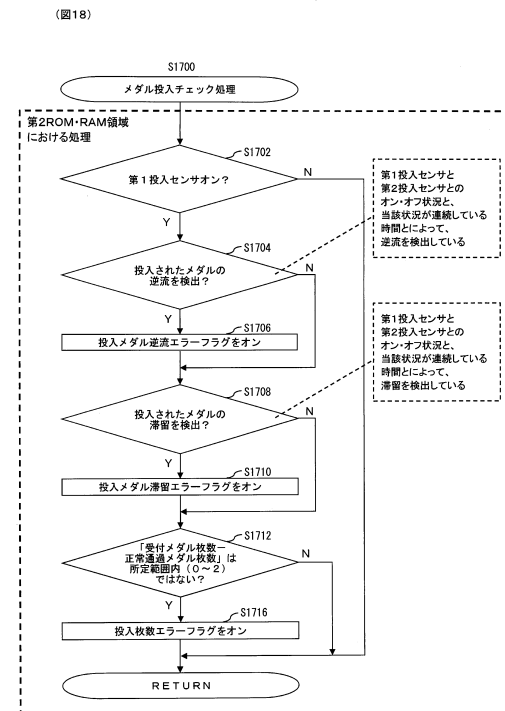 (図18)
S1700
メダル投入チェック処理
第2ROM・RAM領域
における処理
S1702
第1投入センサオン?
N
Y
第1投入センサと
第2投入センサとの
オン・オフ状況と、
当該状況が連続している
時間とによって、
逆流を検出している
S1704
投入されたメダルの
逆流を検出?
N
Y
S1706
投入メダル逆流エラーフラグをオン
第1投入センサと
第2投入センサとの
オン・オフ状況と、
当該状況が連続している
時間とによって、
滞留を検出している
S1708
投入されたメダルの
滞留を検出?
N
Y
S1710
投入メダル滞留エラーフラグをオン
S1712
「受付メダル枚数−
正常通過メダル枚数」は
所定範囲内(0~2)
ではない?
N
Y
S1716
投入枚数エラーフラグをオン
RETURN